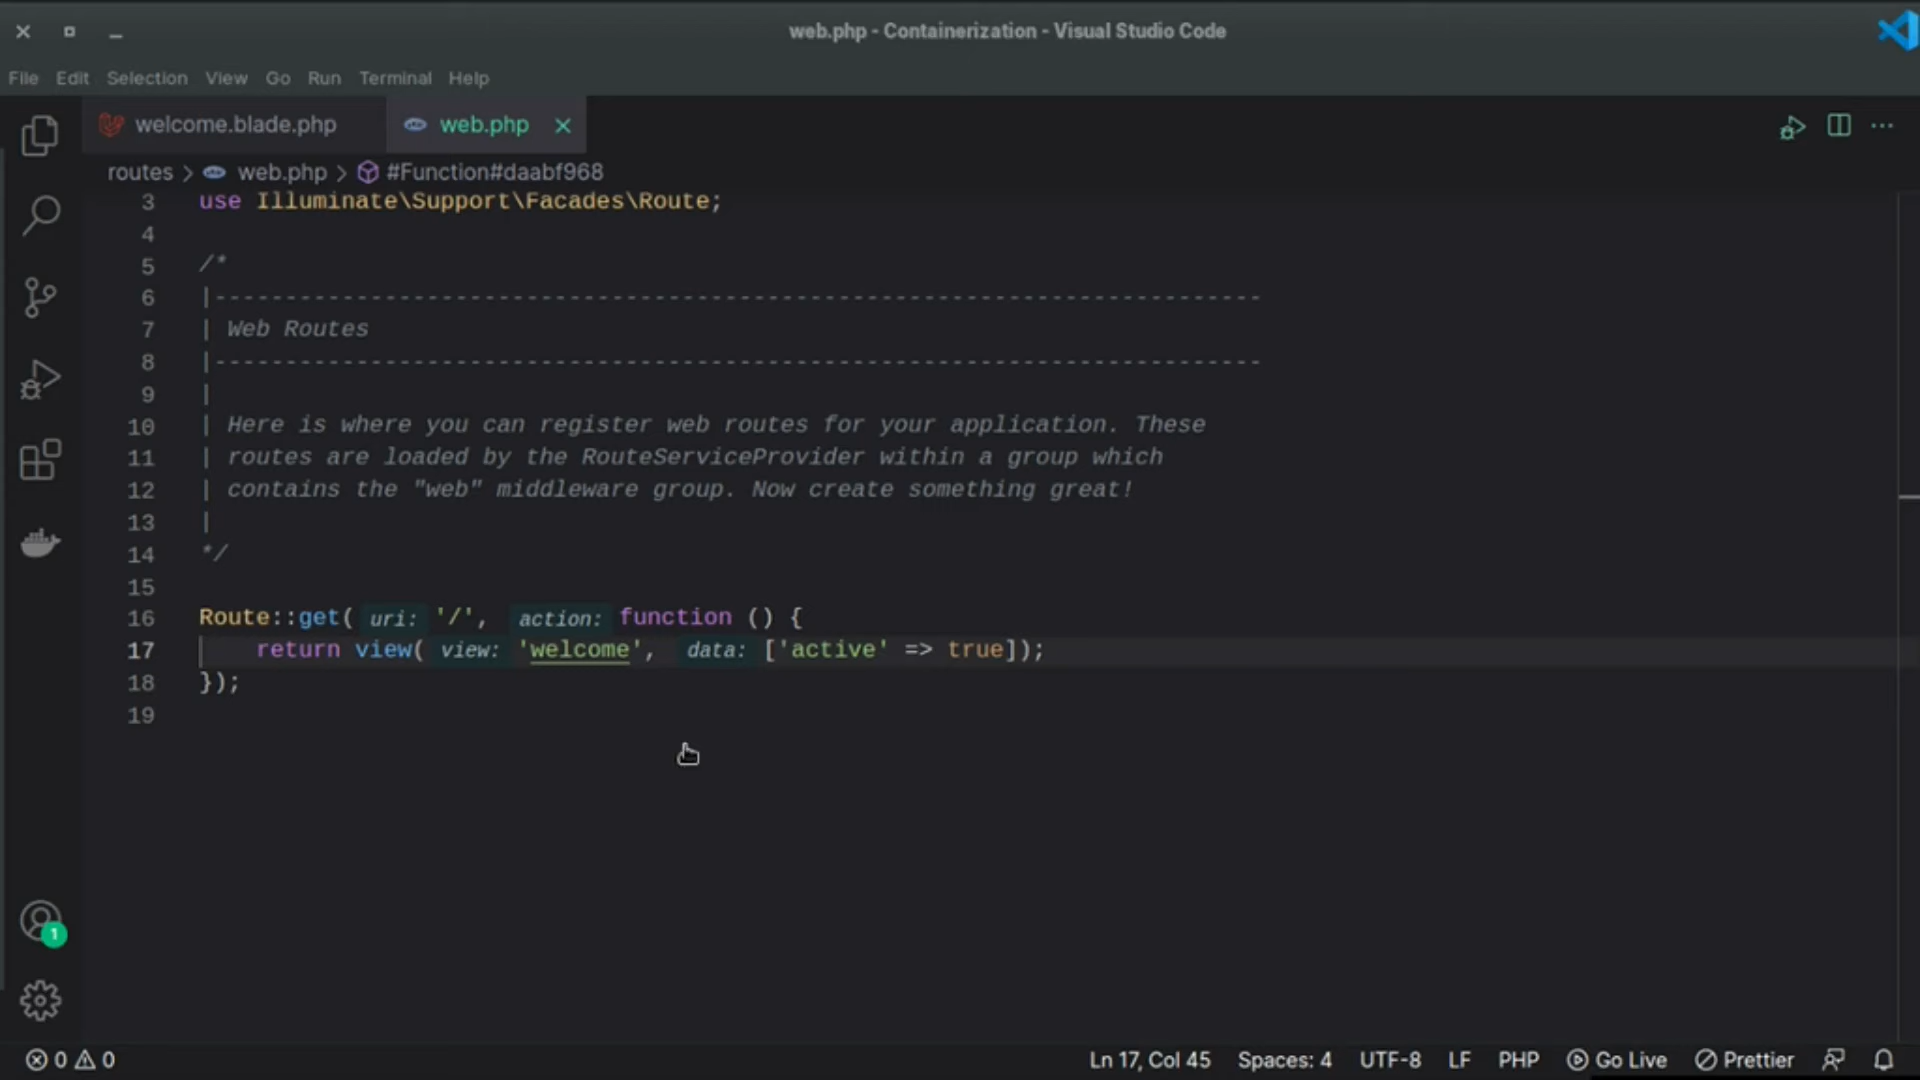 web.php - Containerization - Visual Studio Code
File Edit Selection View Go Run Terminal Help
welcome.blade.php web.php
routes > web.php > #Function#daabf968
3 use Illuminate\Support\Facades\Route;
4
5 /*
6 |--------------------------------------------------------------------------
7 | Web Routes
8 |--------------------------------------------------------------------------
9 |
10 | Here is where you can register web routes for your application. These
11 | routes are loaded by the RouteServiceProvider within a group which
12 | contains the "web" middleware group. Now create something great!
13 |
14 */
15
16 Route::get( uri: '/', action: function () {
17 return view( view: 'welcome', data: ['active' => true]);
18 });
19
1
0 0 Ln 17, Col 45 Spaces: 4 UTF-8 LF PHP Go Live Prettier